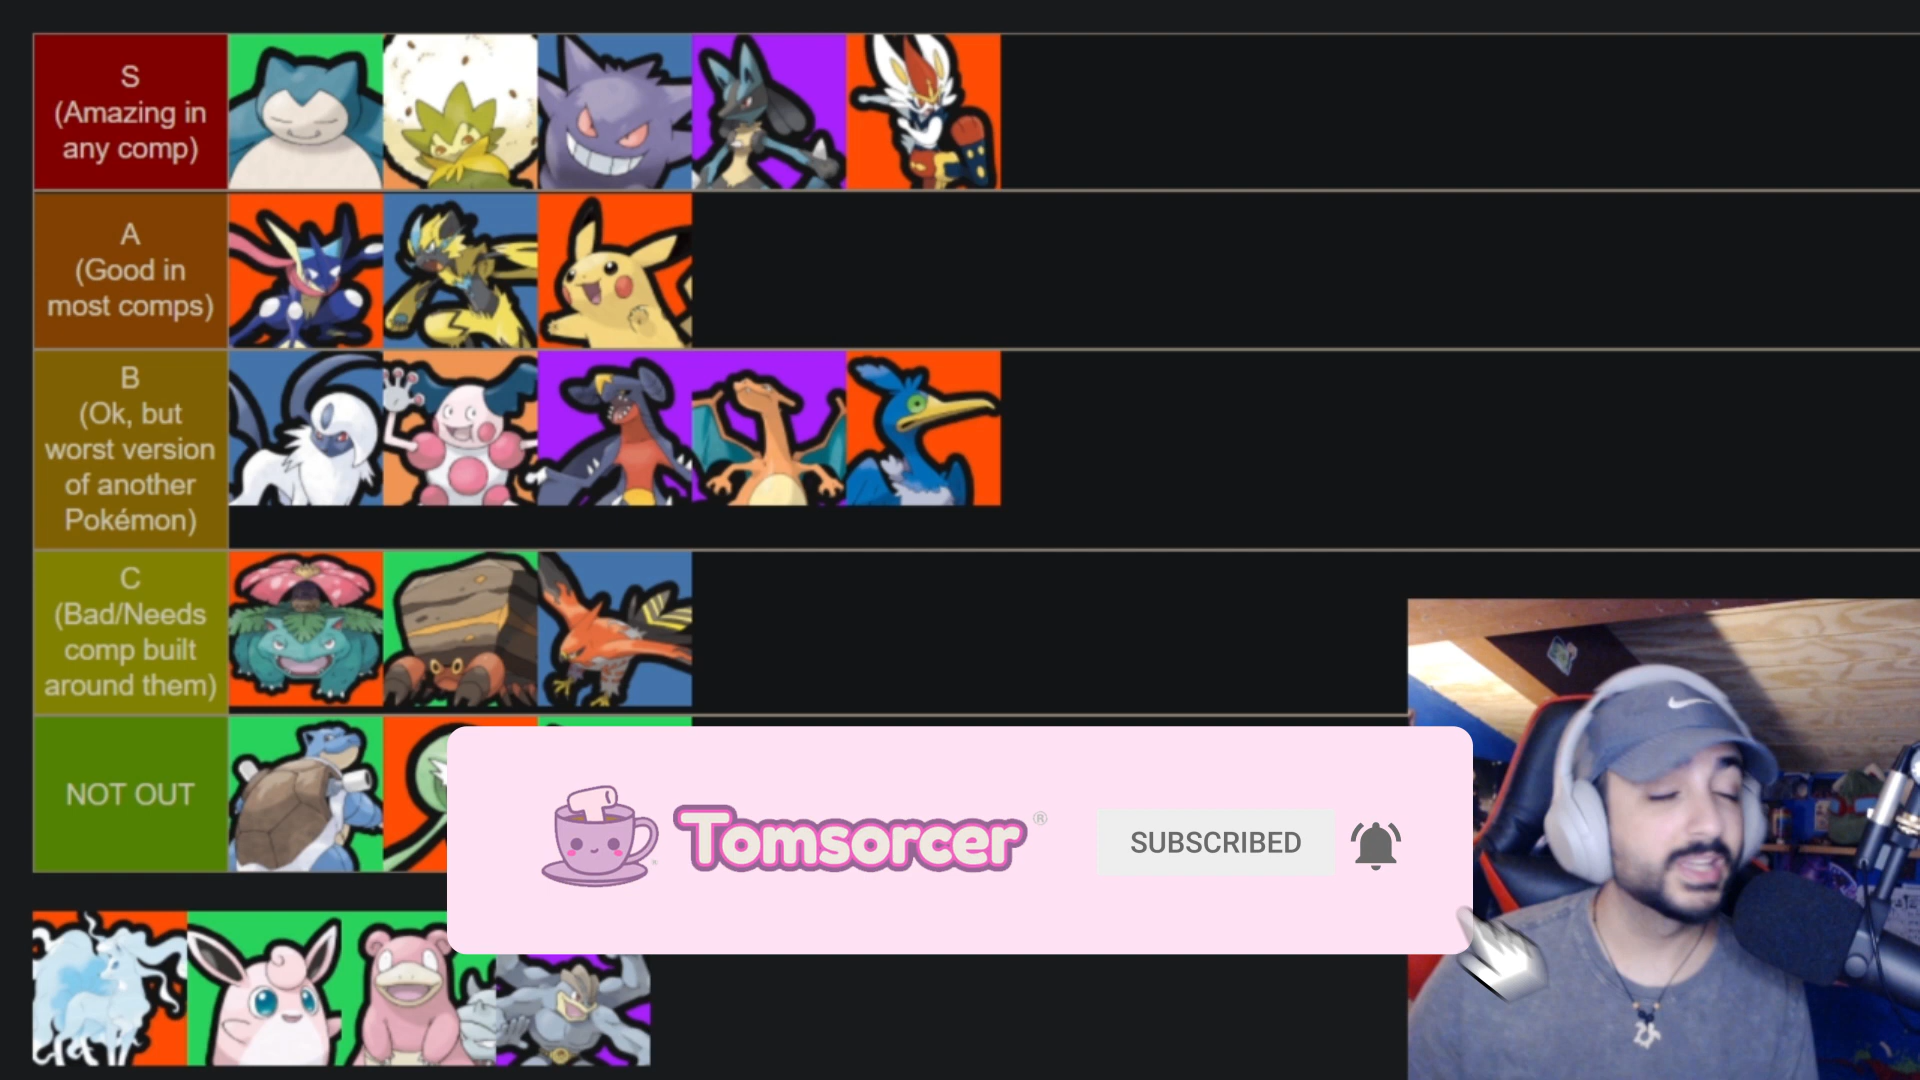 S
(Amazing in
any comp)
A
(Good in
most comps)
B
(Ok, but
worst version
of another
Pokémon)
C
(Bad/Needs
comp built
around them)
NOT OUT
Tomsorcer ®
SUBSCRIBED